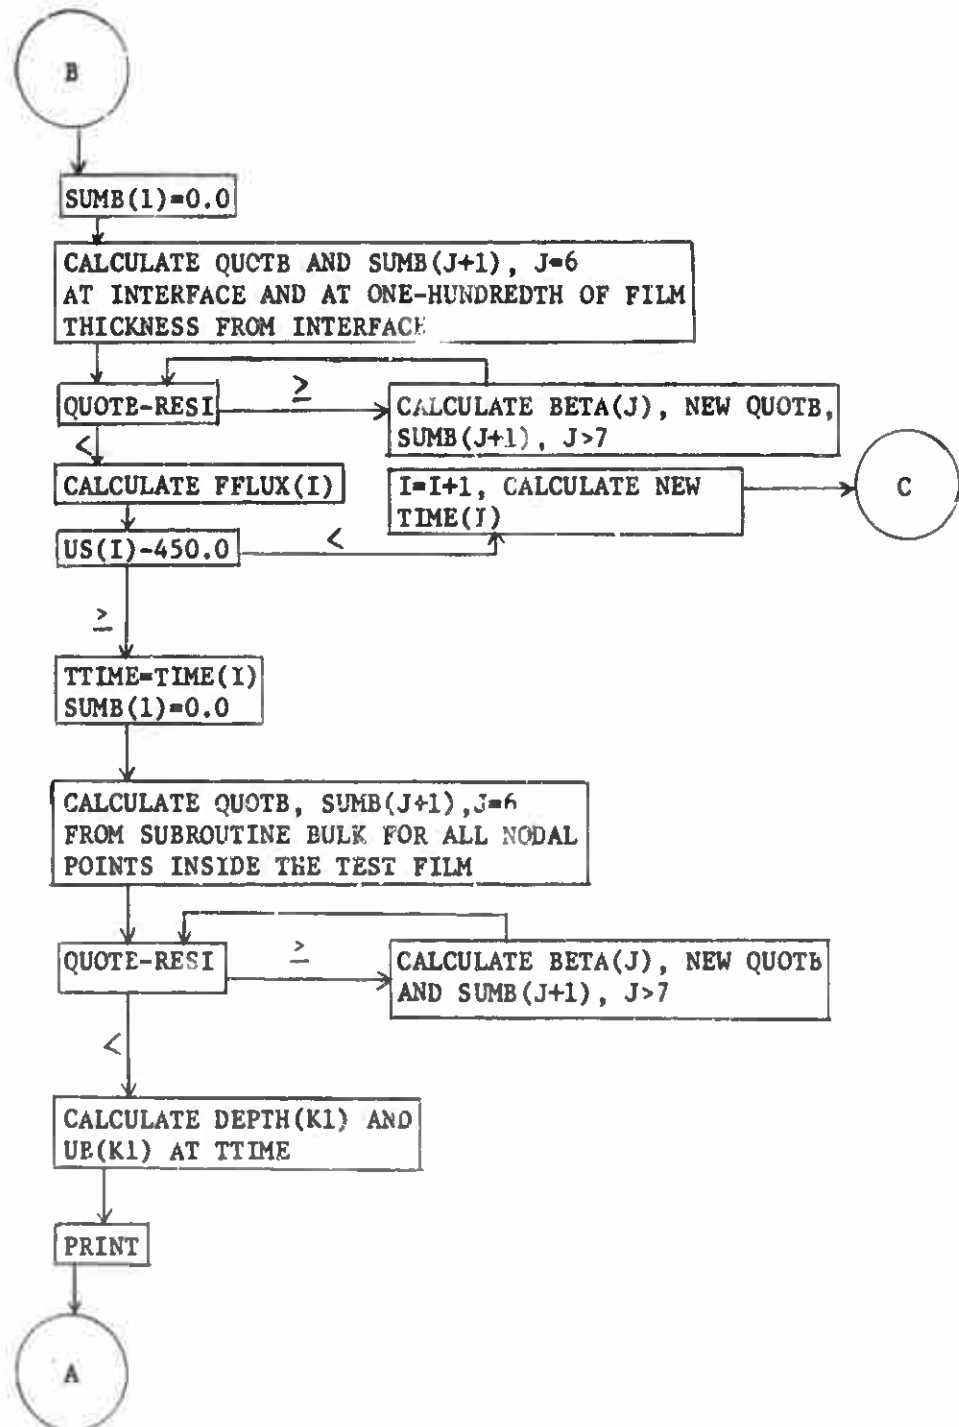 B
SUMB(1)=0.0
CALCULATE QUOTB AND SUMB(J+1), J=6
AT INTERFACE AND AT ONE-HUNDREDTH OF FILM
THICKNESS FROM INTERFACE
QUOTB-RESI
≥
CALCULATE BETA(J), NEW QUOTB,
SUMB(J+1), J>7
<
CALCULATE FFLUX(I)
I=I+1, CALCULATE NEW
TIME(I)
C
US(I)-450.0
<
≥
TTIME=TIME(I)
SUMB(1)=0.0
CALCULATE QUOTB, SUMB(J+1),J=6
FROM SUBROUTINE BULK FOR ALL NODAL
POINTS INSIDE THE TEST FILM
QUOTB-RESI
≥
CALCULATE BETA(J), NEW QUOTB
AND SUMB(J+1), J>7
<
CALCULATE DEPTH(K1) AND
UB(K1) AT TTIME
PRINT
A